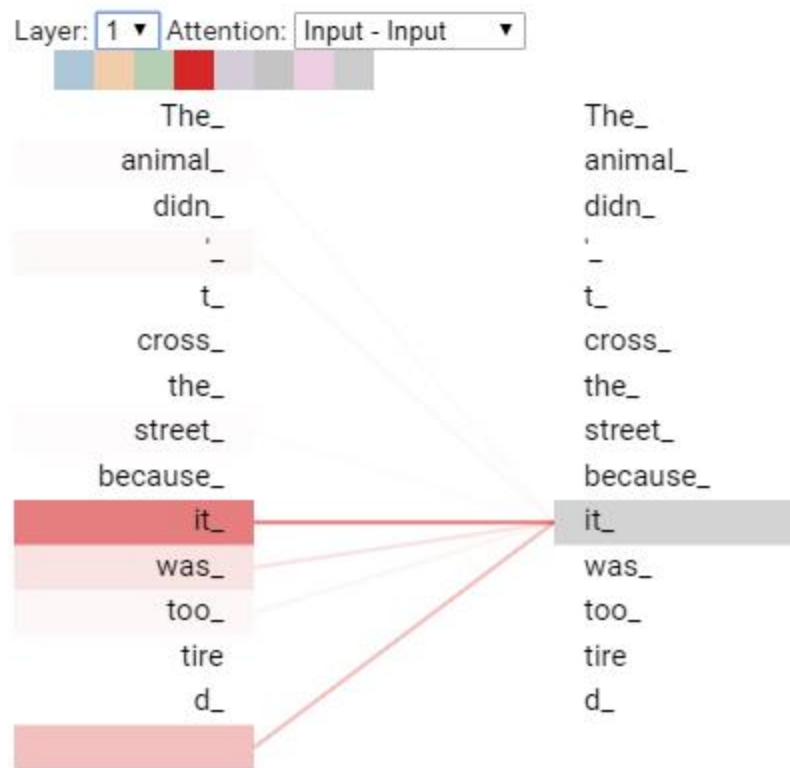 Layer: 1 ▼ Attention: Input - Input ▼
The_ The_
animal_ animal_
didn_ didn_
'_ '_
t_ t_
cross_ cross_
the_ the_
street_ street_
because_ because_
it_ it_
was_ was_
too_ too_
tire tire
d_ d_